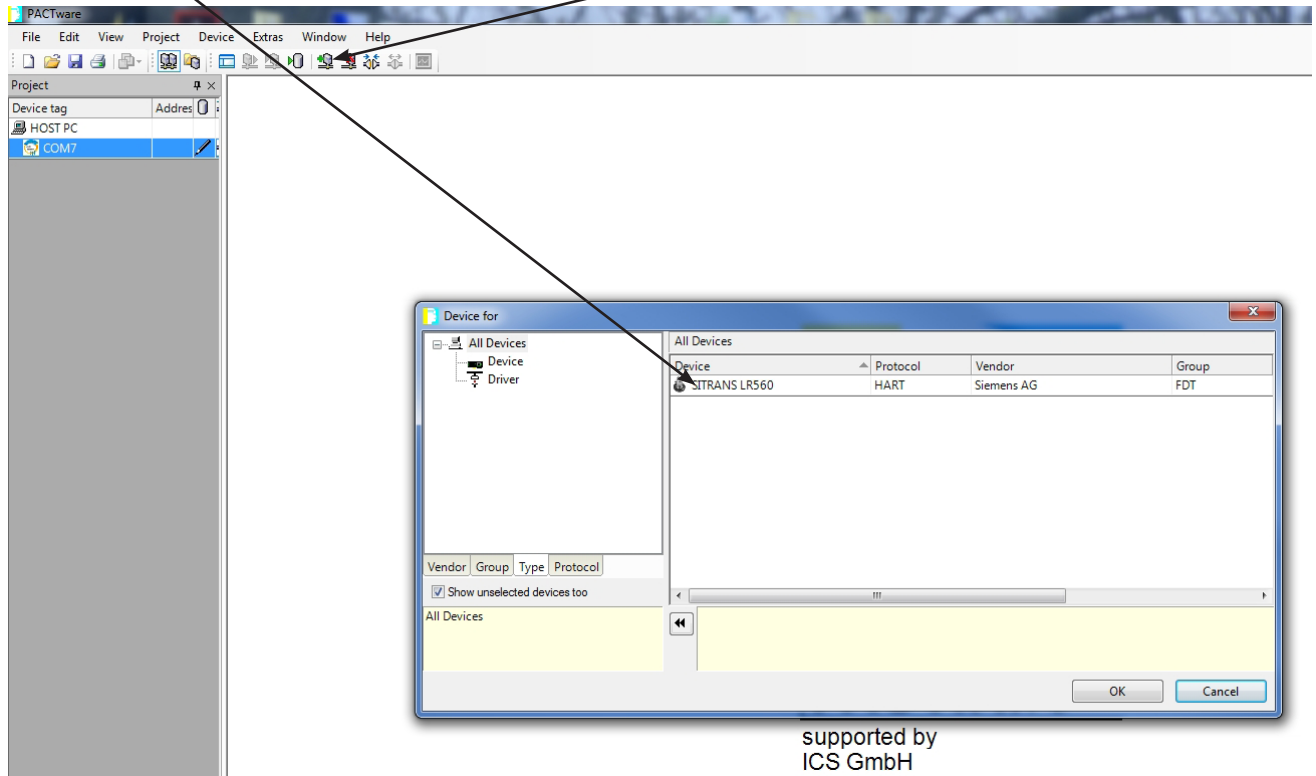 PACTware
File Edit View Project Device Extras Window Help
Project
Device tag Addres
HOST PC
COM7
Device for
All Devices
Device
Driver
Vendor Group Type Protocol
Show unselected devices too
All Devices
All Devices
Device Protocol Vendor Group
SITRANS LR560 HART Siemens AG FDT
OK Cancel
supported by
ICS GmbH